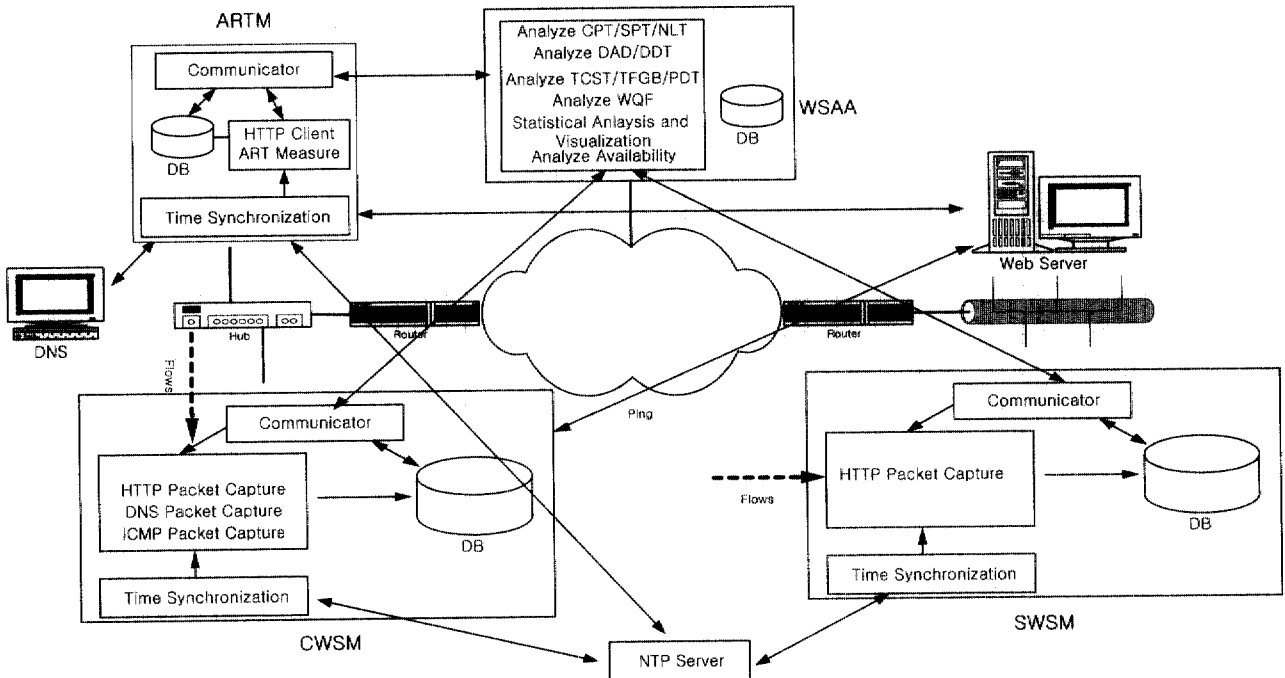 ARTM
Communicator
DB
HTTP Client
ART Measure
Time Synchronization
Analyze CPT/SPT/NLT
Analyze DAD/DDT
Analyze TCST/TFGB/PDT
Analyze WQF
Statistical Anlaysis and
Visualization
Analyze Availability
DB
WSAA
Web Server
DNS
Hub
Router
Router
Flows
Ping
Communicator
HTTP Packet Capture
DNS Packet Capture
ICMP Packet Capture
DB
Time Synchronization
CWSM
Flows
Communicator
HTTP Packet Capture
DB
Time Synchronization
SWSM
NTP Server